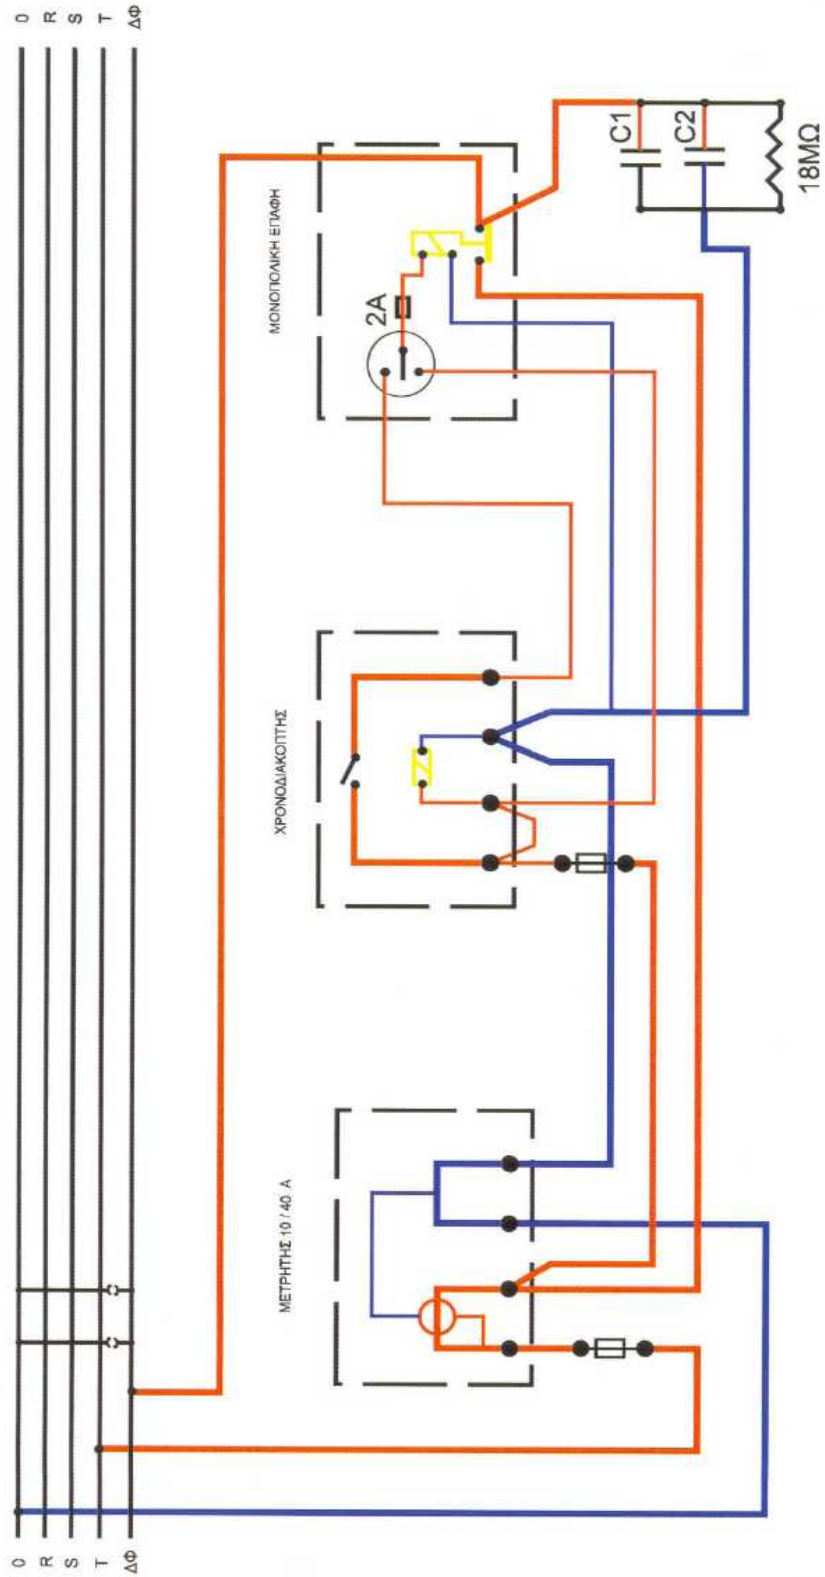 0
R
S
T
ΔΦ
0
R
S
T
ΔΦ
ΜΕΤΡΗΤΗΣ 10 / 40 A
ΧΡΟΝΟΔΙΑΚΟΠΤΗΣ
ΜΟΝΟΠΟΛΙΚΗ ΕΠΑΦΗ
2A
C1
C2
18MΩ